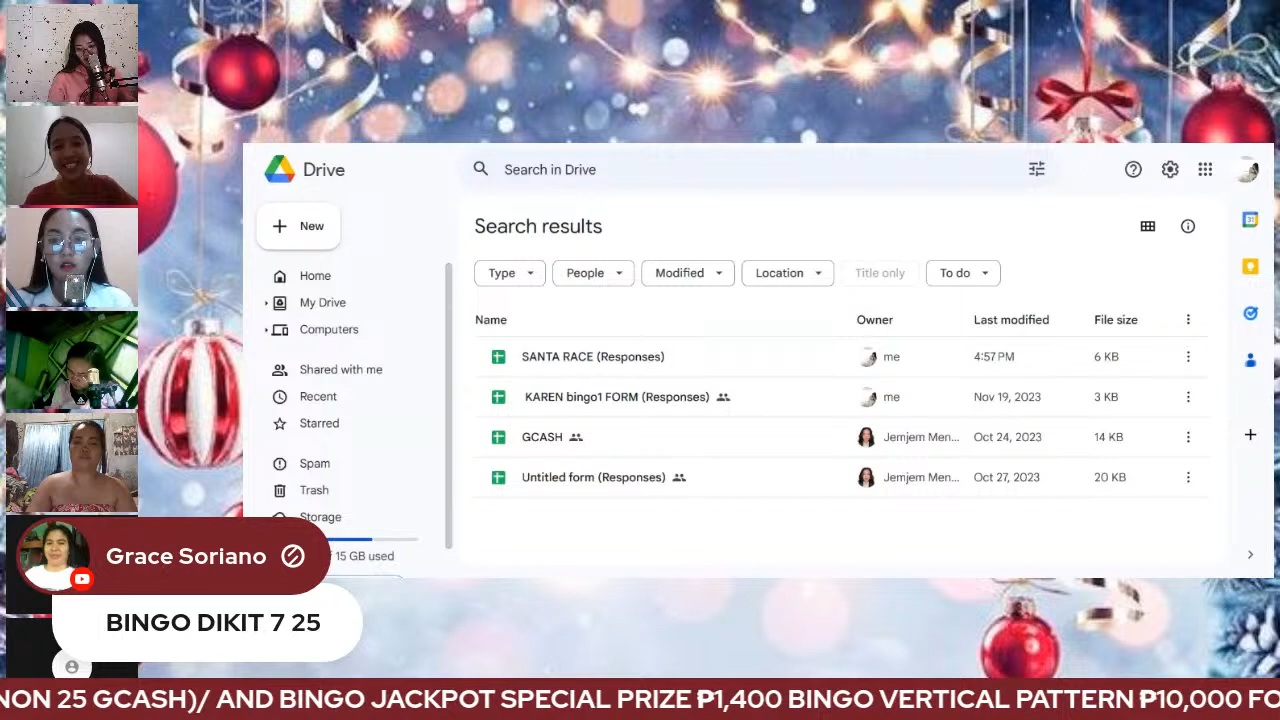 Drive
Search in Drive
New
Search results
Type
People
Modified
Location
Title only
To do
Home
My Drive
Computers
Shared with me
Recent
Starred
Spam
Trash
Storage
15 GB used
Name Owner Last modified File size
SANTA RACE (Responses) me 4:57 PM 6 KB
KAREN bingo1 FORM (Responses) me Nov 19, 2023 3 KB
GCASH Jemjem Men... Oct 24, 2023 14 KB
Untitled form (Responses) Jemjem Men... Oct 27, 2023 20 KB
31
Grace Soriano
BINGO DIKIT 7 25
NON 25 GCASH)/ AND BINGO JACKPOT SPECIAL PRIZE ₱1,400 BINGO VERTICAL PATTERN ₱10,000 FO